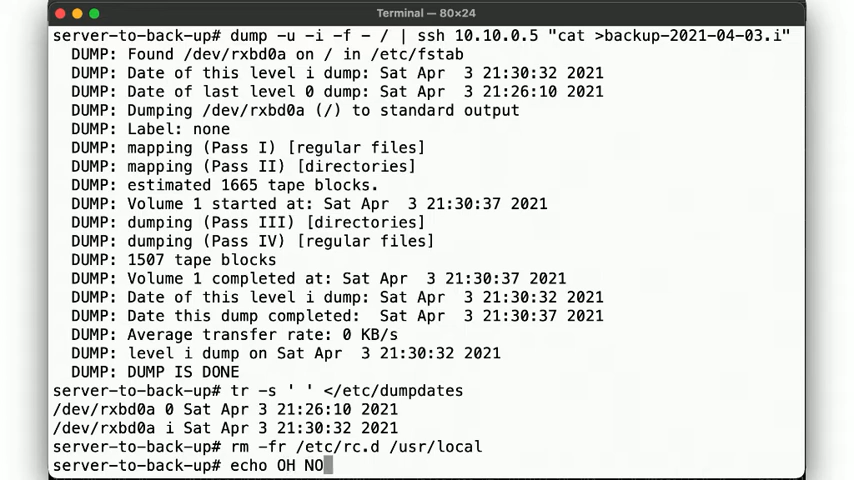 Terminal — 80×24
server-to-back-up# dump -u -i -f - / | ssh 10.10.0.5 "cat >backup-2021-04-03.i"
  DUMP: Found /dev/rxbd0a on / in /etc/fstab
  DUMP: Date of this level i dump: Sat Apr  3 21:30:32 2021
  DUMP: Date of last level 0 dump: Sat Apr  3 21:26:10 2021
  DUMP: Dumping /dev/rxbd0a (/) to standard output
  DUMP: Label: none
  DUMP: mapping (Pass I) [regular files]
  DUMP: mapping (Pass II) [directories]
  DUMP: estimated 1665 tape blocks.
  DUMP: Volume 1 started at: Sat Apr  3 21:30:37 2021
  DUMP: dumping (Pass III) [directories]
  DUMP: dumping (Pass IV) [regular files]
  DUMP: 1507 tape blocks
  DUMP: Volume 1 completed at: Sat Apr  3 21:30:37 2021
  DUMP: Date of this level i dump: Sat Apr  3 21:30:32 2021
  DUMP: Date this dump completed:  Sat Apr  3 21:30:37 2021
  DUMP: Average transfer rate: 0 KB/s
  DUMP: level i dump on Sat Apr  3 21:30:32 2021
  DUMP: DUMP IS DONE
server-to-back-up# tr -s ' ' </etc/dumpdates
/dev/rxbd0a 0 Sat Apr 3 21:26:10 2021
/dev/rxbd0a i Sat Apr 3 21:30:32 2021
server-to-back-up# rm -fr /etc/rc.d /usr/local
server-to-back-up# echo OH NO